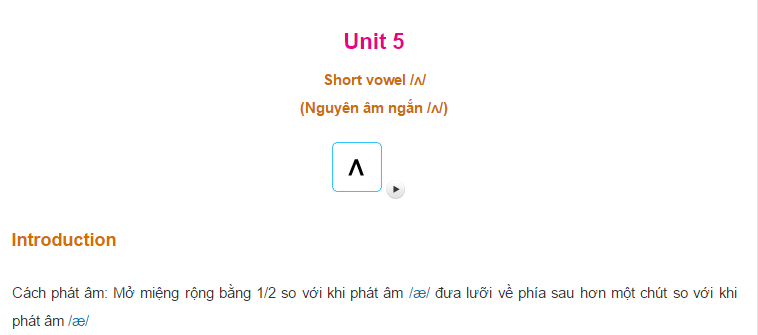 Unit 5
Short vowel /ʌ/
(Nguyên âm ngắn /ʌ/)
ʌ
Introduction
Cách phát âm: Mở miệng rộng bằng 1/2 so với khi phát âm /æ/ đưa lưỡi về phía sau hơn một chút so với khi
phát âm /æ/